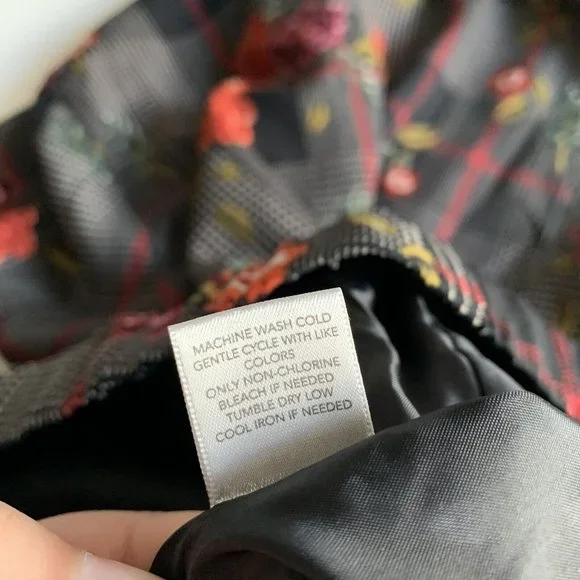 MACHINE WASH COLD
GENTLE CYCLE WITH LIKE
COLORS
ONLY NON-CHLORINE
BLEACH IF NEEDED
TUMBLE DRY LOW
COOL IRON IF NEEDED